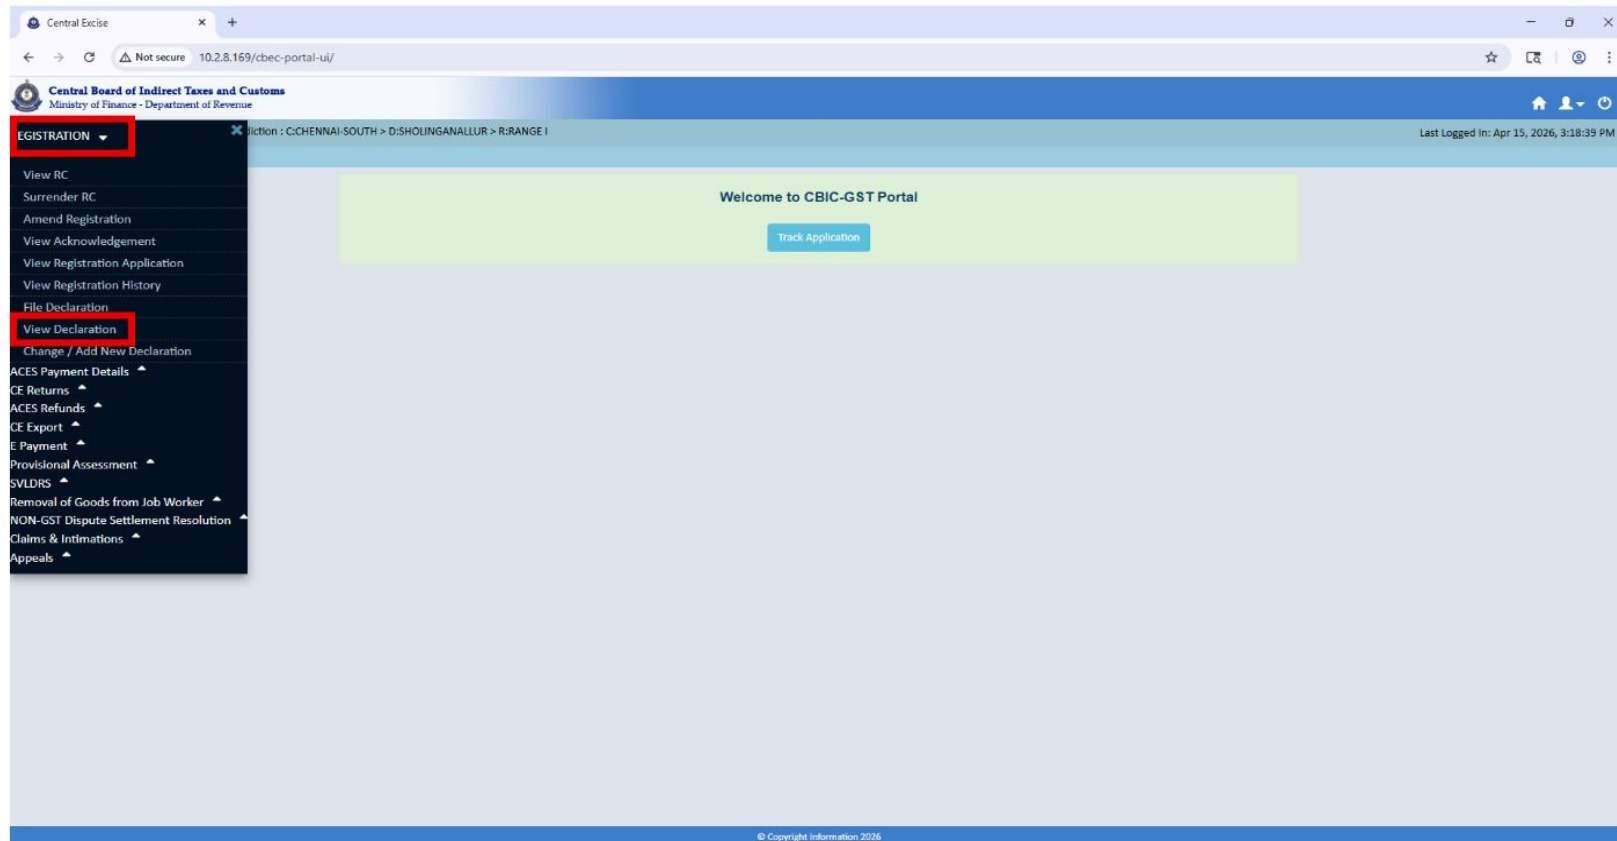 Central Excise
Not secure 10.2.8.169/cbec-portal-ui/
Central Board of Indirect Taxes and Customs
Ministry of Finance - Department of Revenue
EGISTRATION
iction : C:CHENNAI-SOUTH > D:SHOLINGANALLUR > R:RANGE I
Last Logged In: Apr 15, 2026, 3:18:39 PM
View RC
Surrender RC
Amend Registration
View Acknowledgement
View Registration Application
View Registration History
File Declaration
View Declaration
Change / Add New Declaration
ACES Payment Details
CE Returns
ACES Refunds
CE Export
E Payment
Provisional Assessment
SVLDRS
Removal of Goods from Job Worker
NON-GST Dispute Settlement Resolution
Claims & Intimations
Appeals
Welcome to CBIC-GST Portal
Track Application
© Copyright Information 2026